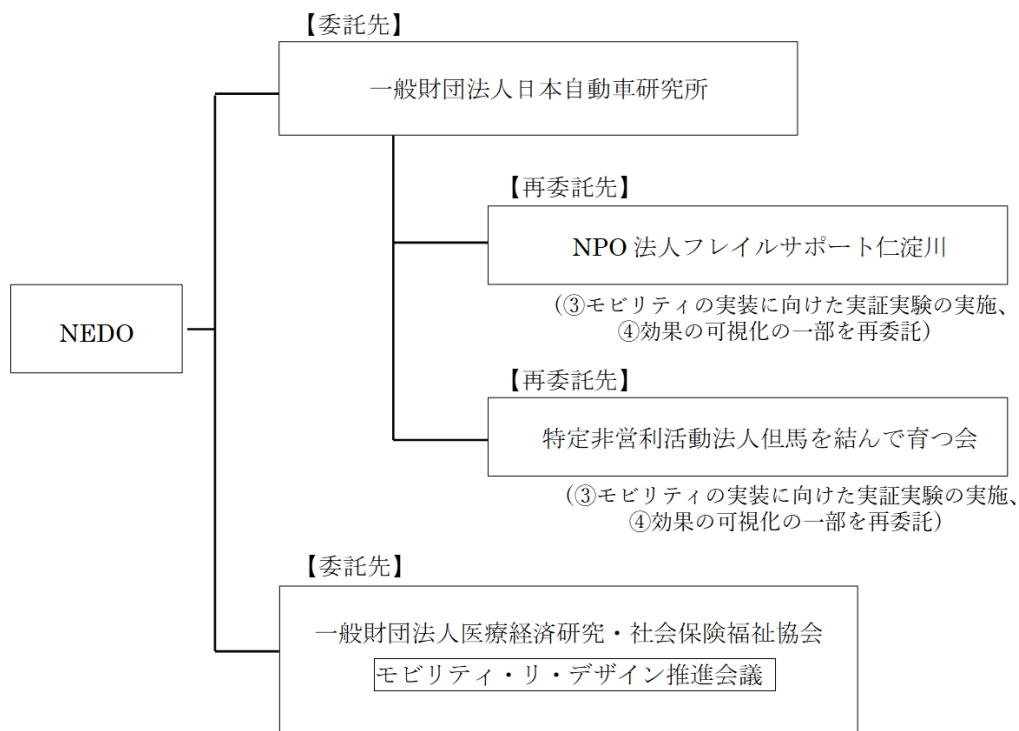 【委託先】
一般財団法人日本自動車研究所
【再委託先】
NPO 法人フレイルサポート仁淀川
（③モビリティの実装に向けた実証実験の実施、
④効果の可視化の一部を再委託）
NEDO
【再委託先】
特定非営利活動法人但馬を結んで育つ会
（③モビリティの実装に向けた実証実験の実施、
④効果の可視化の一部を再委託）
【委託先】
一般財団法人医療経済研究・社会保険福祉協会
モビリティ・リ・デザイン推進会議